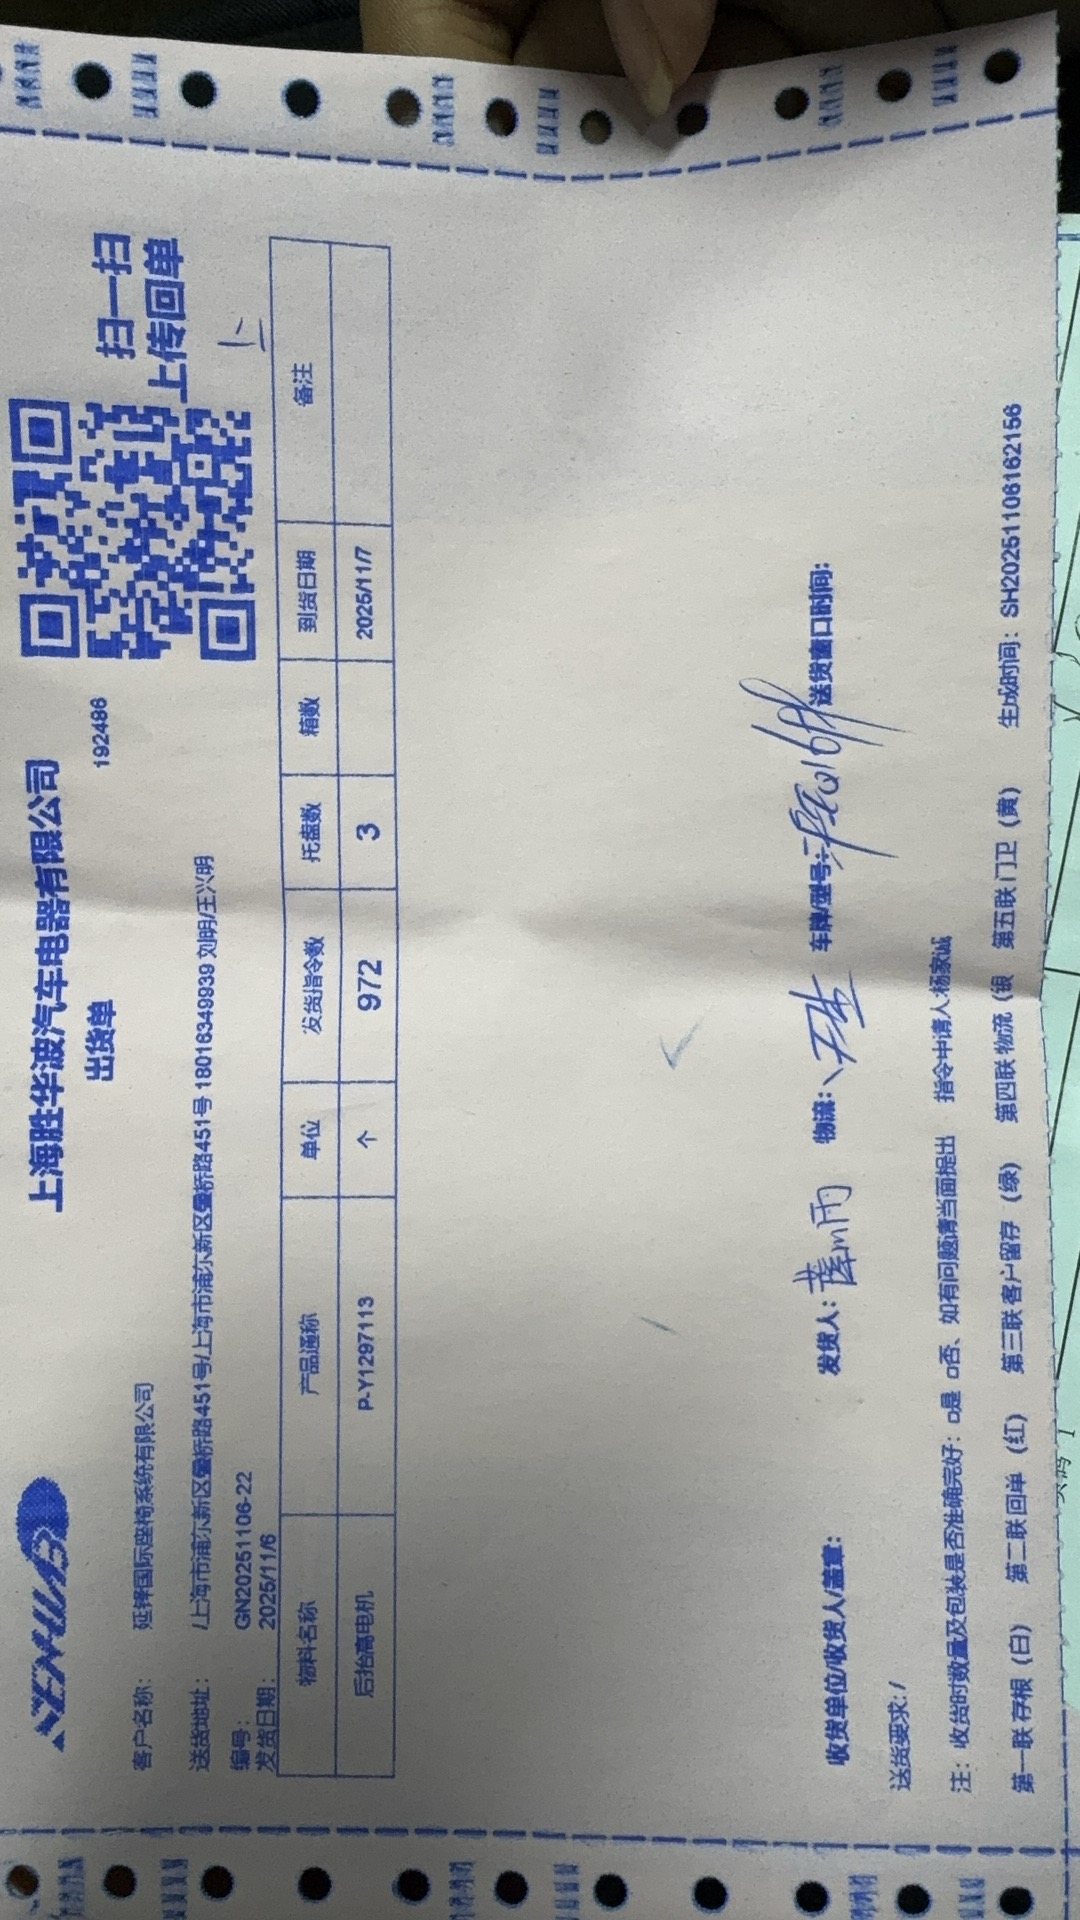 SENHWB
上海胜华波汽车电器有限公司
出货单
192486
扫一扫
上传回单
客户名称： 延锋国际座椅系统有限公司
送货地址： /上海市浦东新区叠桥路451号/上海市浦东新区叠桥路451号 18016349939 刘明/王兴明
编号： GN20251106-22
发货日期： 2025/11/6
物料名称 产品通称 单位 发货指令数 托盘数 箱数 到货日期 备注
后抬高电机 P-Y1297113 个 972 3 2025/11/7
收货单位/收货人/盖章： 发货人： 物流： 车牌/型号： 送货窗口时间：
送货要求： /
注： 收货时数量及包装是否准确完好： □是 □否、如有问题请当面提出 指令申请人:杨家诚
第一联 存根（白） 第二联 回单（红） 第三联 客户留存（绿） 第四联 物流（银 第五联 门卫（黄） 生成时间： SH20251106162156